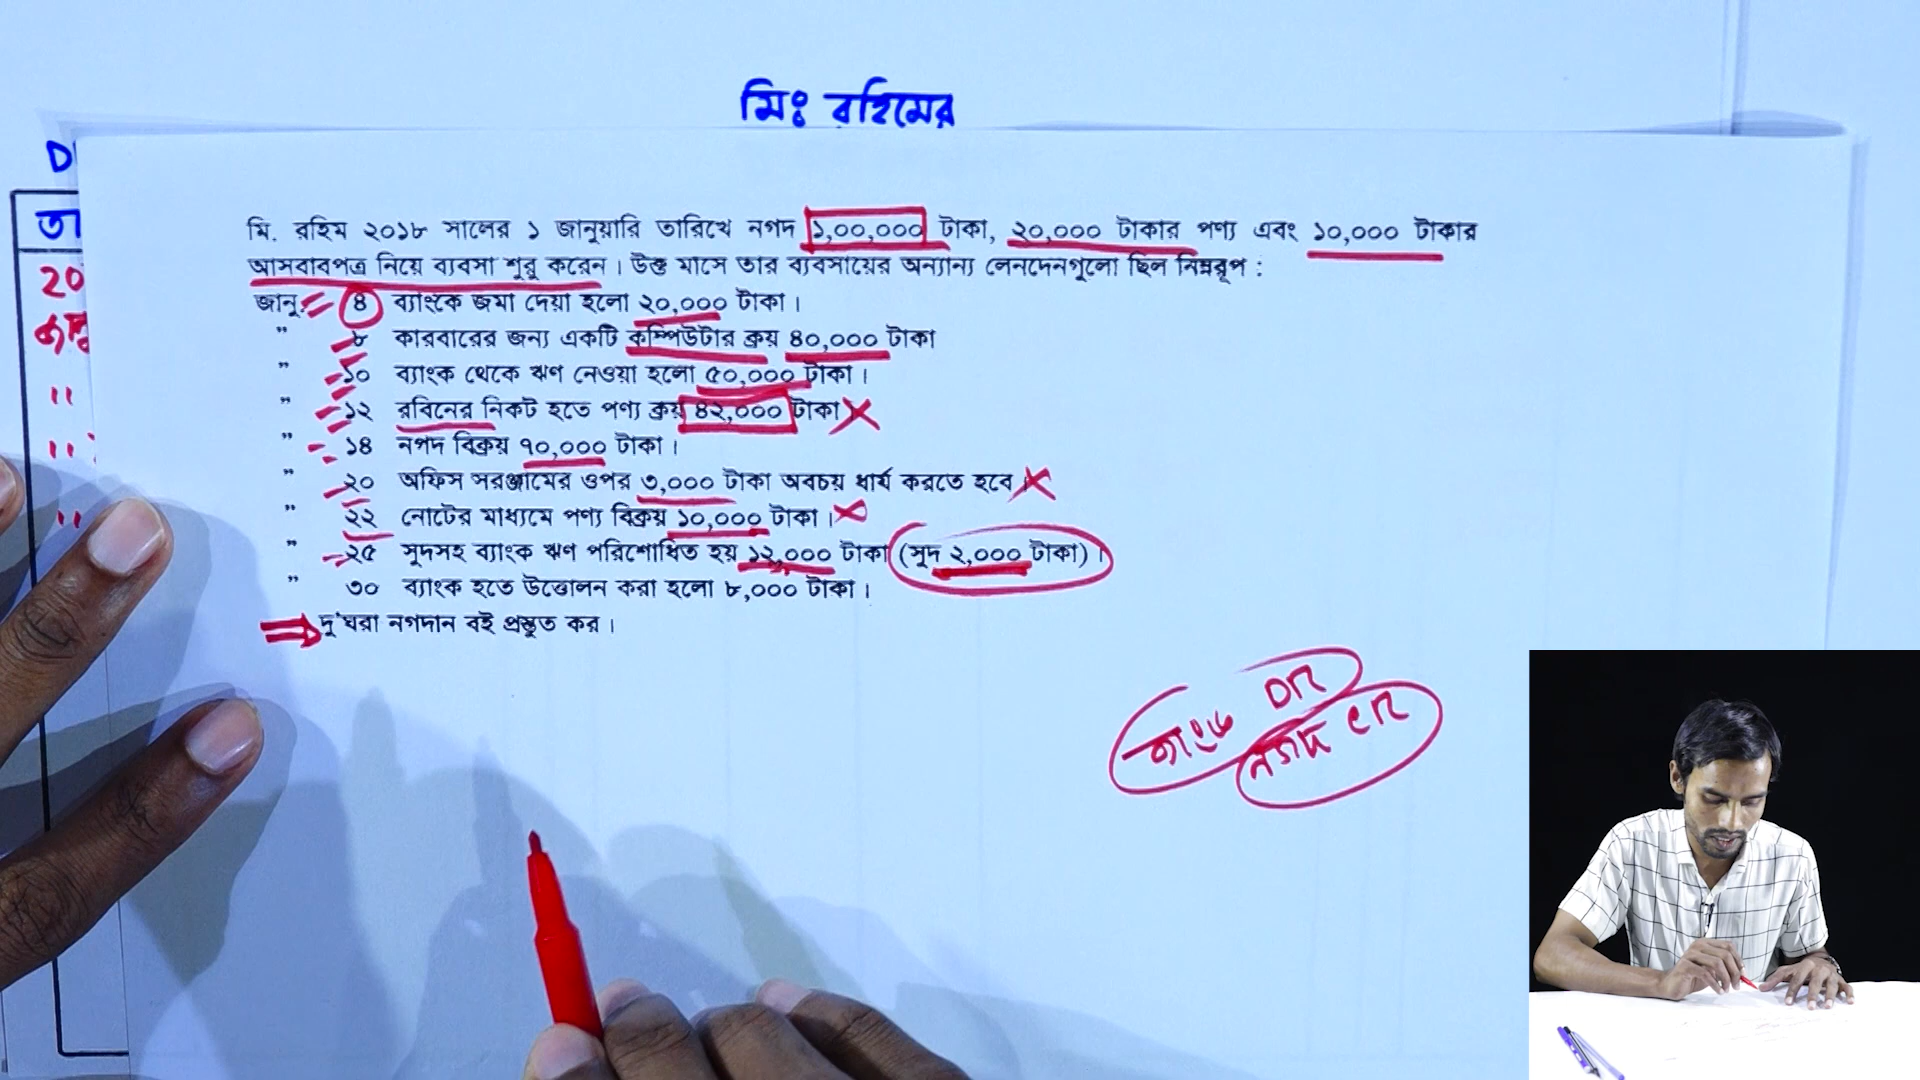 মিঃ রহিমের
D
তা
মি. রহিম ২০১৮ সালের ১ জানুয়ারি তারিখে নগদ ১,০০,০০০ টাকা, ২০,০০০ টাকার পণ্য এবং ১০,০০০ টাকার
আসবাবপত্র নিয়ে ব্যবসা শুরু করেন। উক্ত মাসে তার ব্যবসায়ের অন্যান্য লেনদেনগুলো ছিল নিম্নরূপ :
20
জানু. ৪ ব্যাংকে জমা দেয়া হলো ২০,০০০ টাকা।
" ৮ কারবারের জন্য একটি কম্পিউটার ক্রয় ৪০,০০০ টাকা
" ১০ ব্যাংক থেকে ঋণ নেওয়া হলো ৫০,০০০ টাকা।
" ১২ রবিনের নিকট হতে পণ্য ক্রয় ৪২,০০০ টাকা
" ১৪ নগদ বিক্রয় ৭০,০০০ টাকা।
" ২০ অফিস সরঞ্জামের ওপর ৩,০০০ টাকা অবচয় ধার্য করতে হবে।
" ২২ নোটের মাধ্যমে পণ্য বিক্রয় ১০,০০০ টাকা।
" ২৫ সুদসহ ব্যাংক ঋণ পরিশোধিত হয় ১২,০০০ টাকা (সুদ ২,০০০ টাকা)।
" ৩০ ব্যাংক হতে উত্তোলন করা হলো ৮,০০০ টাকা।
দু'ঘরা নগদান বই প্রস্তুত কর।
ব্যাংক DR
নগদ CR